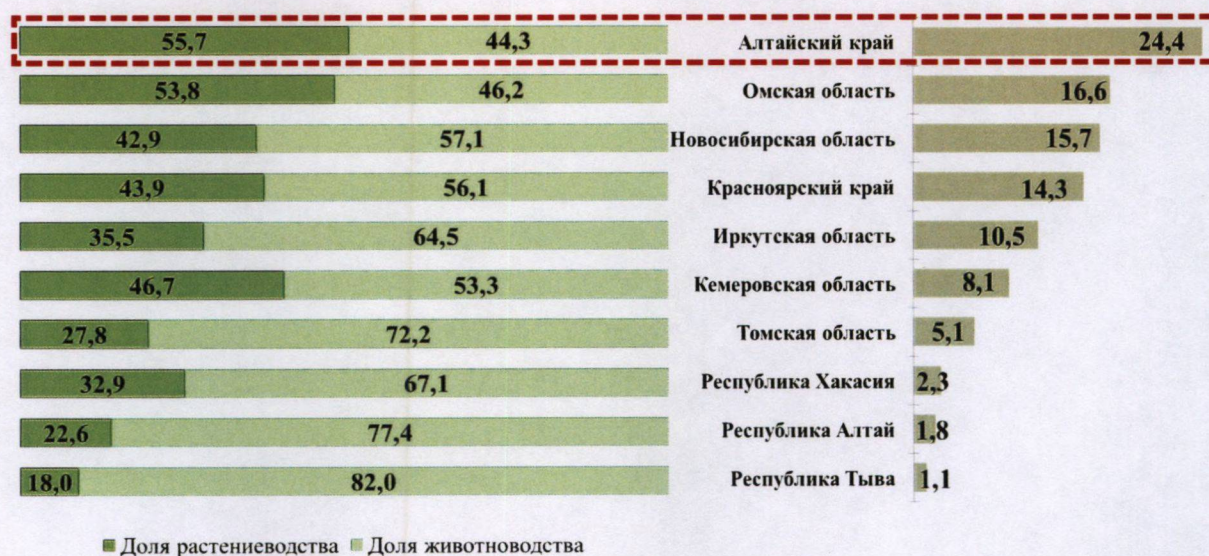 55,7 44,3 Алтайский край 24,4
53,8 46,2 Омская область 16,6
42,9 57,1 Новосибирская область 15,7
43,9 56,1 Красноярский край 14,3
35,5 64,5 Иркутская область 10,5
46,7 53,3 Кемеровская область 8,1
27,8 72,2 Томская область 5,1
32,9 67,1 Республика Хакасия 2,3
22,6 77,4 Республика Алтай 1,8
18,0 82,0 Республика Тыва 1,1
Доля растениеводства Доля животноводства